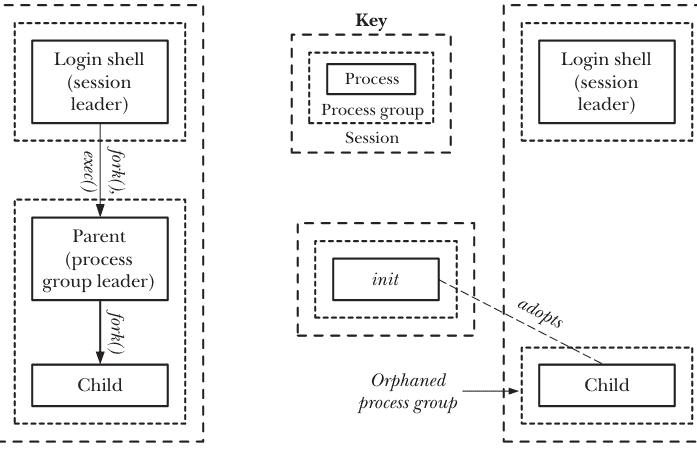 Login shell
(session
leader)
fork(),
exec()
Parent
(process
group leader)
fork()
Child
Key
Process
Process group
Session
init
adopts
Orphaned
process group
Login shell
(session
leader)
Child